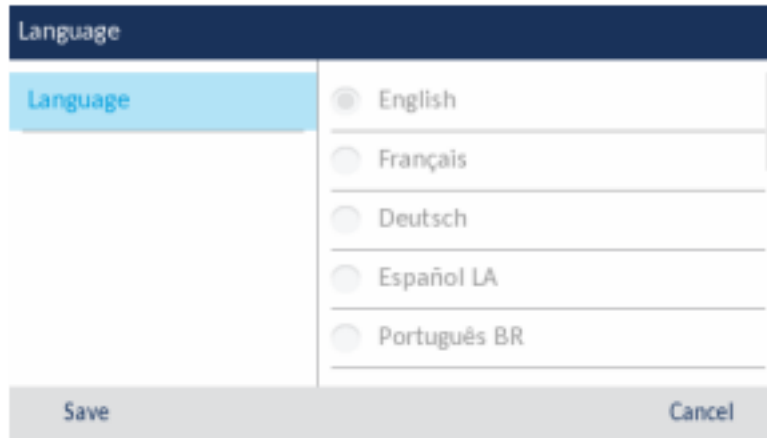 Language
Language
English
Français
Deutsch
Español LA
Português BR
Save Cancel